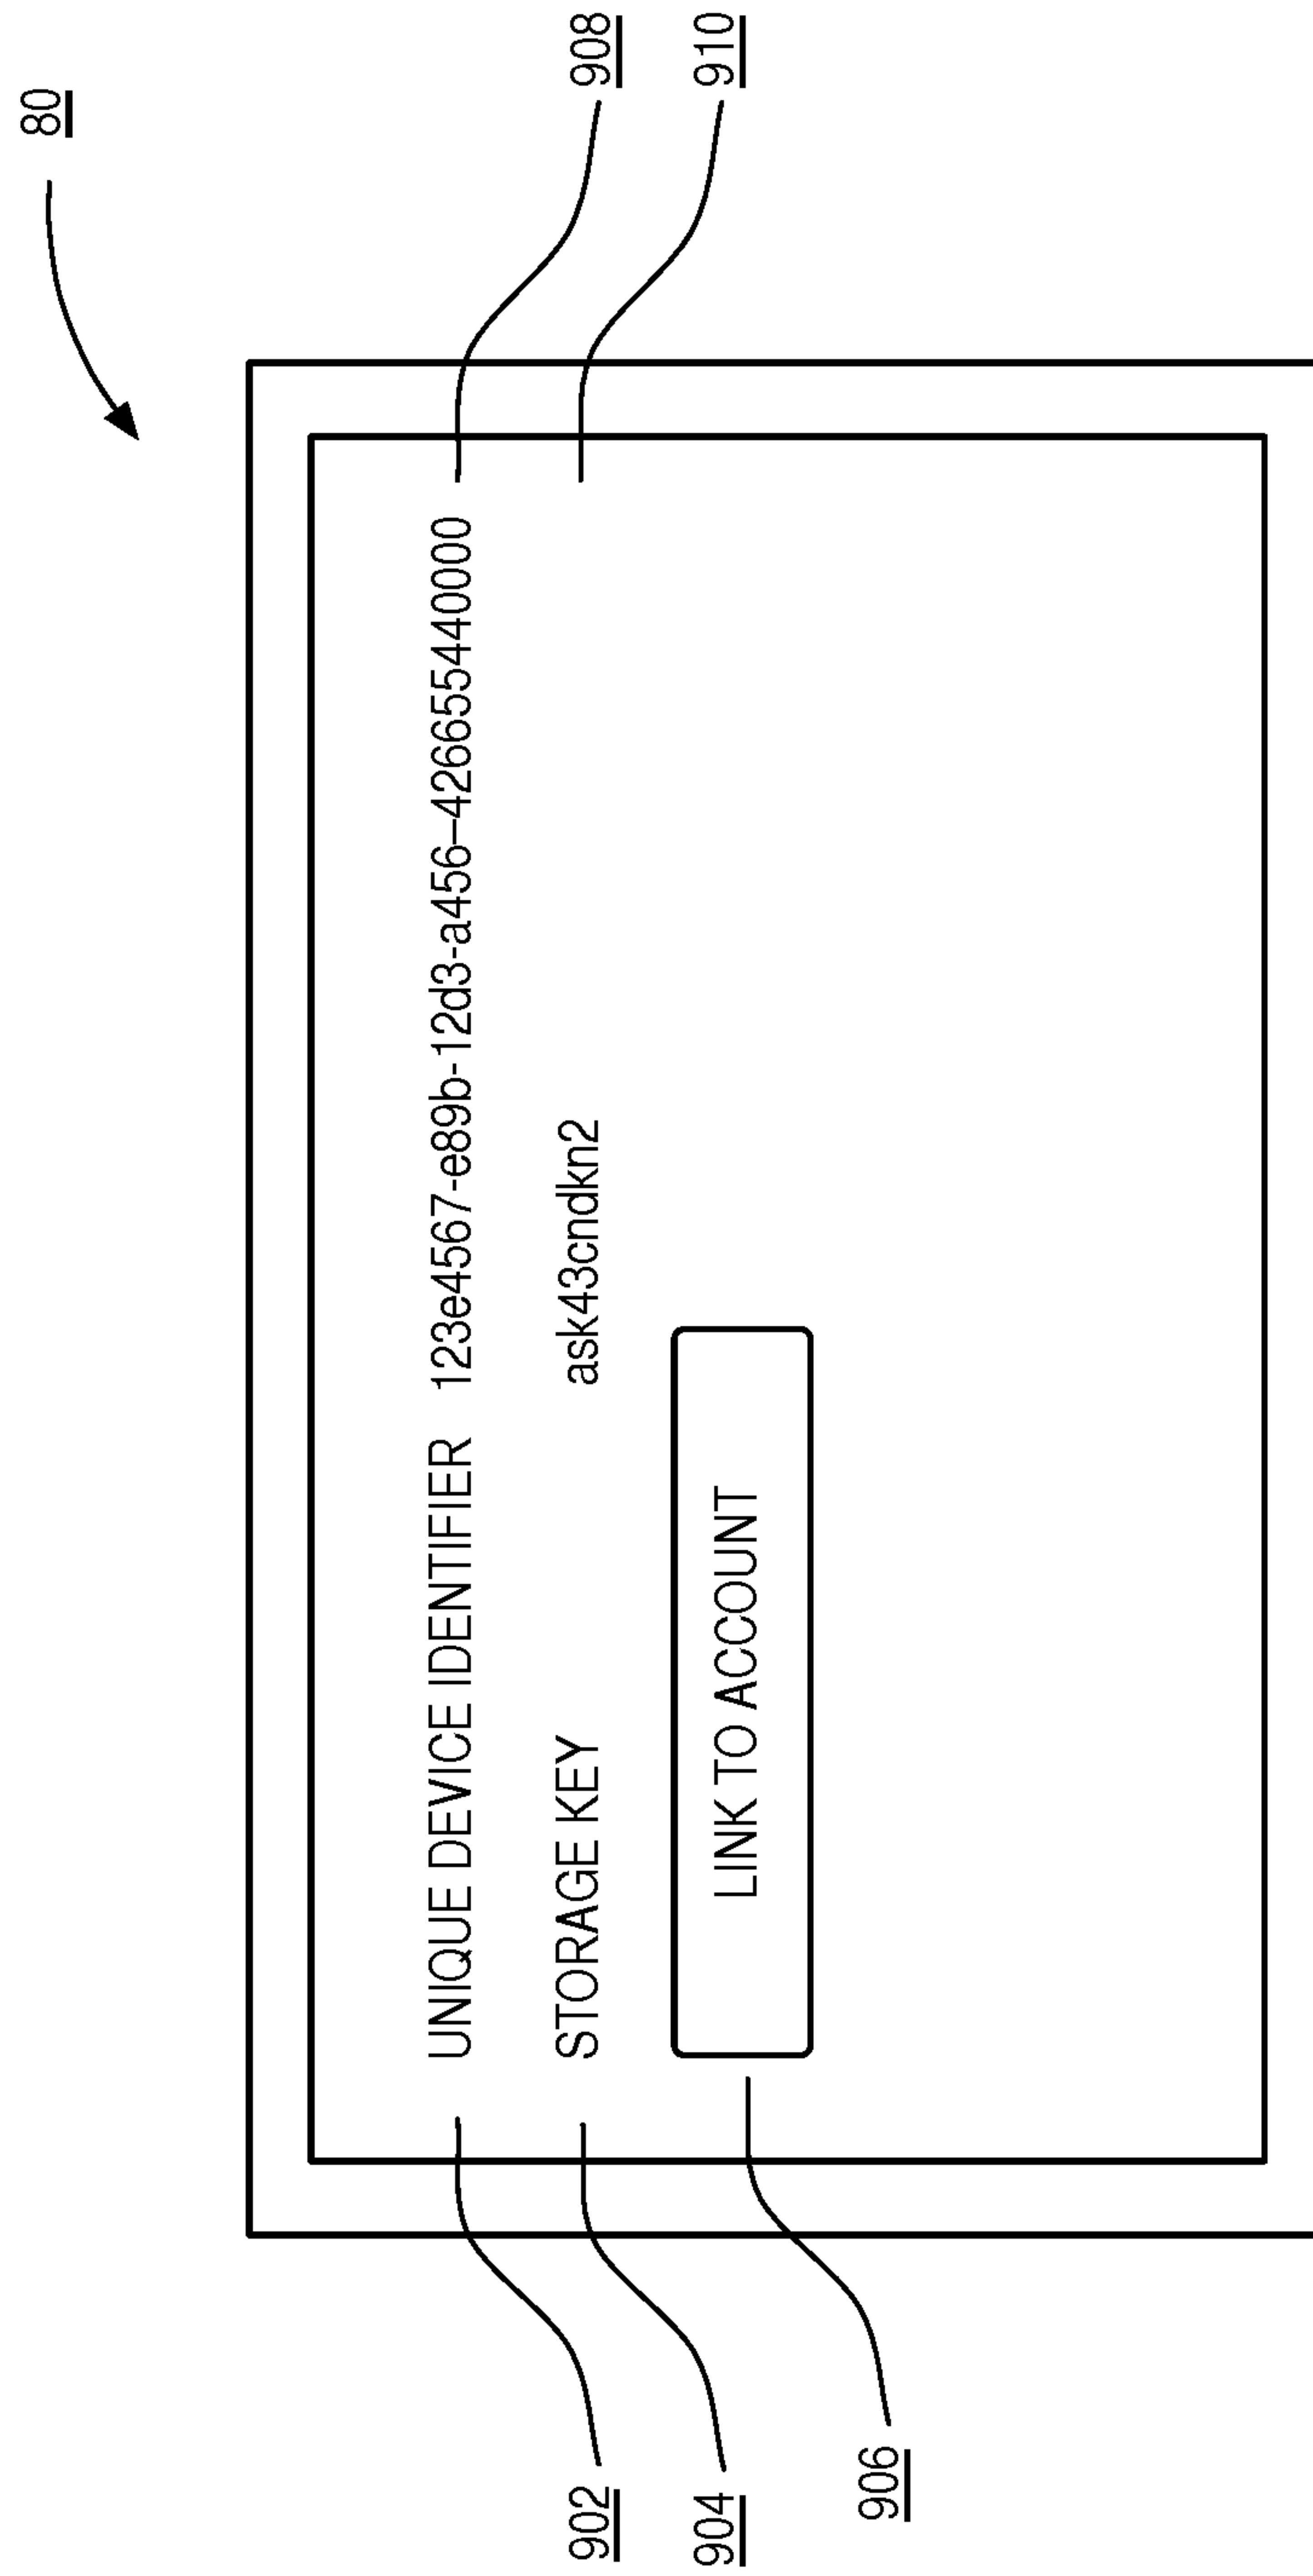 80
902 UNIQUE DEVICE IDENTIFIER 123e4567-e89b-12d3-a456–426655440000 908
904 STORAGE KEY ask43cndkn2 910
906 LINK TO ACCOUNT